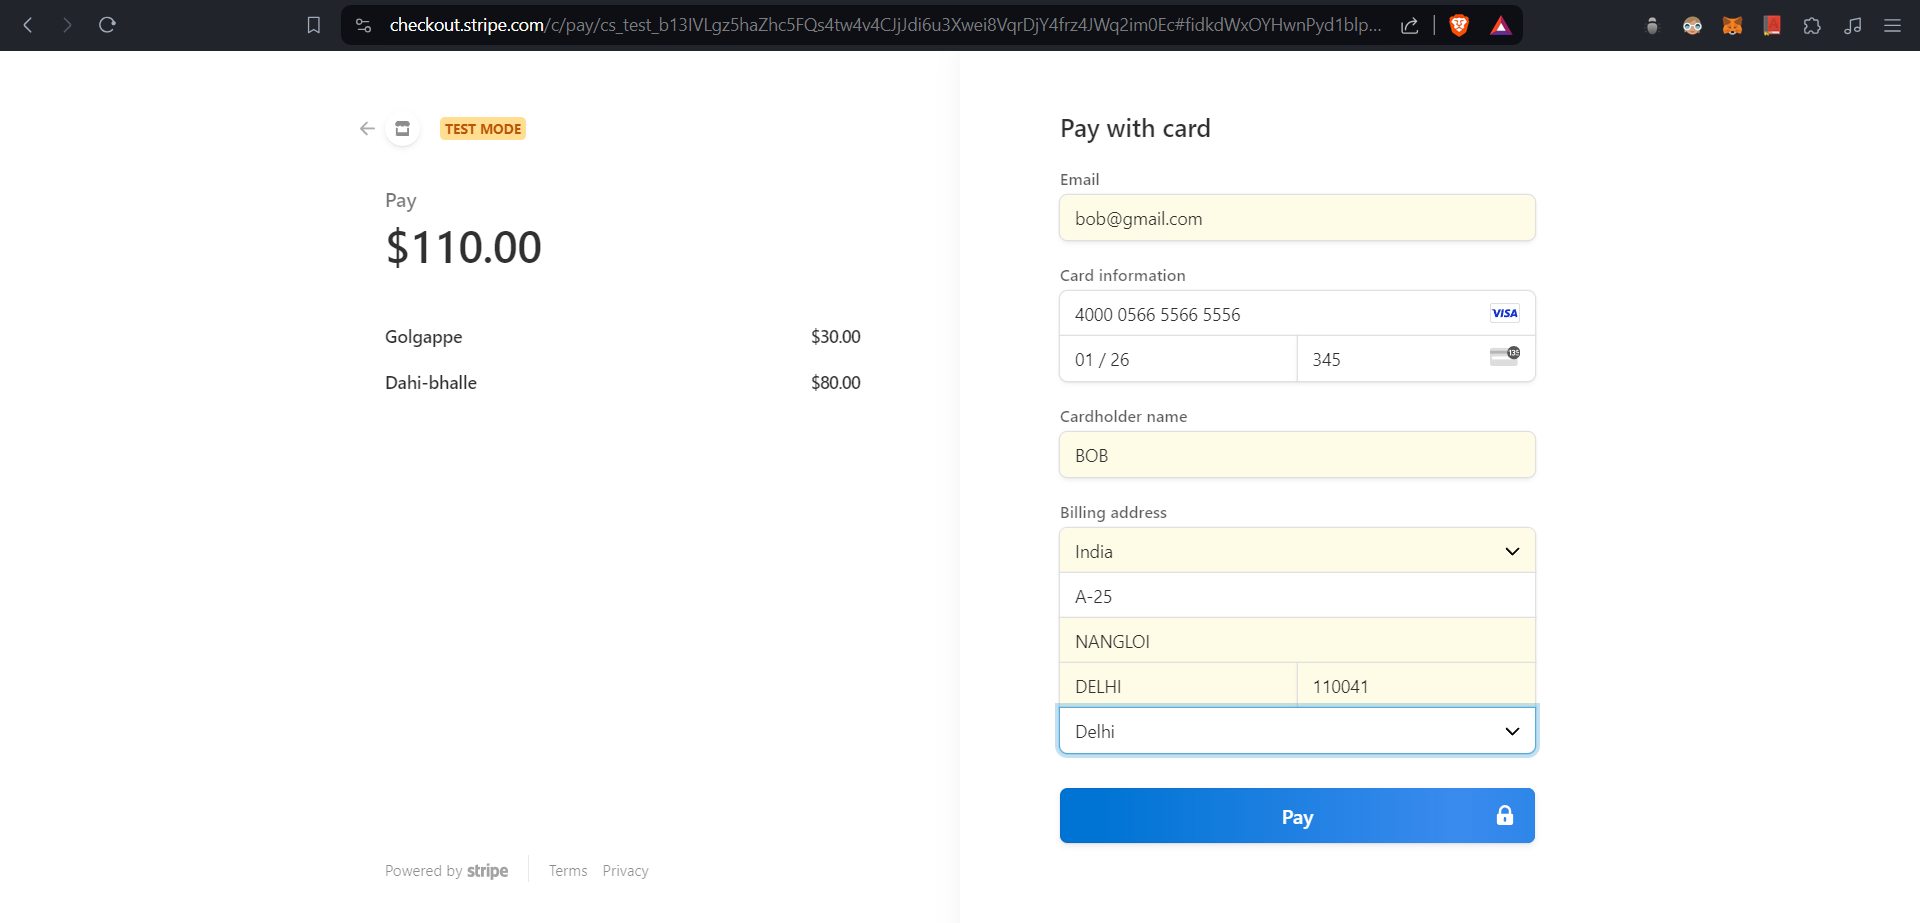 checkout.stripe.com/c/pay/cs_test_b13IVLgz5haZhc5FQs4tw4v4CJjJdi6u3Xwei8VqrDjY4frz4JWq2im0Ec#fidkdWxOYHwnPyd1blp...
TEST MODE
Pay
$110.00
Golgappe $30.00
Dahi-bhalle $80.00
Powered by stripe Terms Privacy
Pay with card
Email
bob@gmail.com
Card information
4000 0566 5566 5556 VISA
01 / 26 345 135
Cardholder name
BOB
Billing address
India
A-25
NANGLOI
DELHI 110041
Delhi
Pay